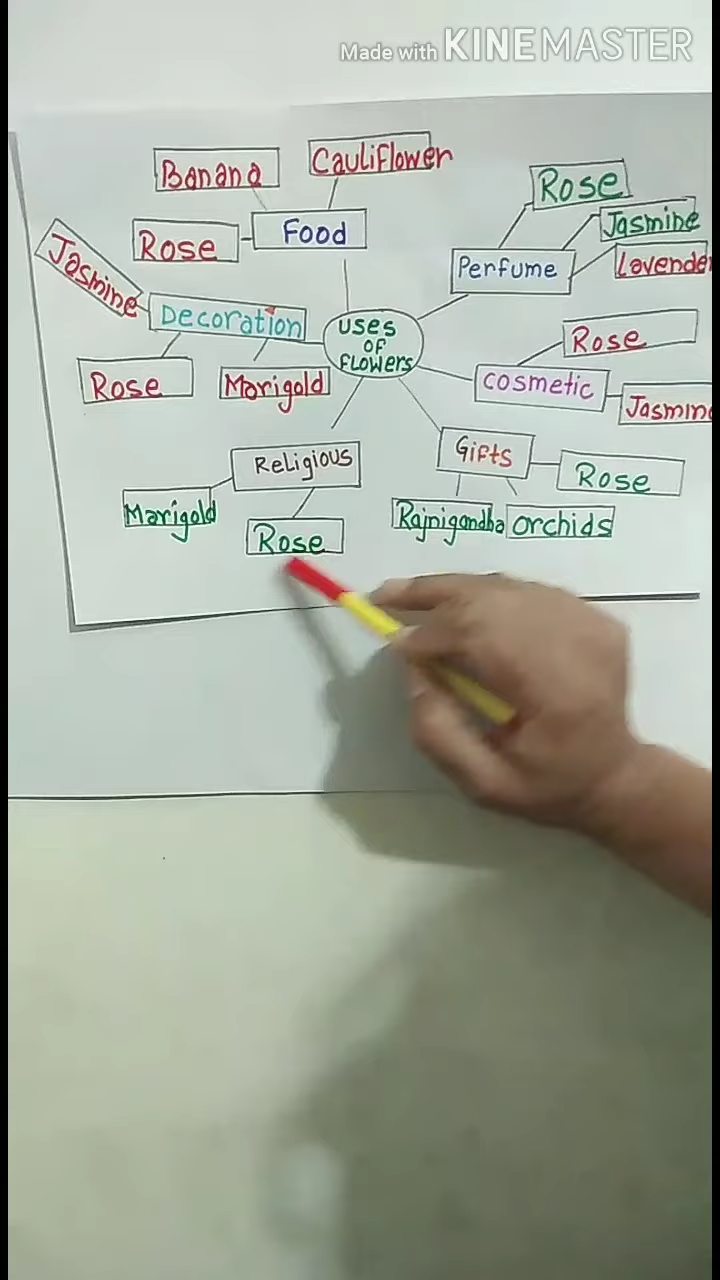 Made with KINEMASTER
Banana
Cauliflower
Rose
Food
Rose
Jasmine
Perfume
Lavender
Jasmine
Decoration
Rose
Marigold
USES
OF
FLOWERS
Rose
Cosmetic
Jasmine
Religious
Marigold
Rose
Gifts
Rose
Rajnigandha
Orchids